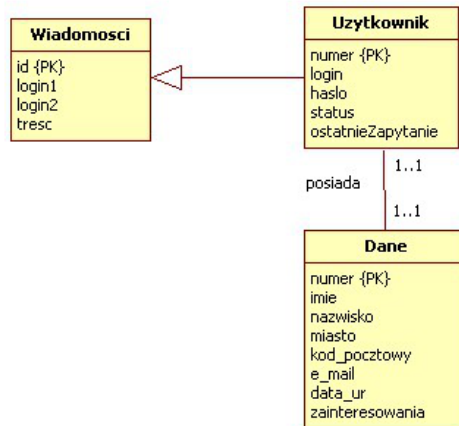 Wiadomosci
id {PK}
login1
login2
tresc
Uzytkownik
numer {PK}
login
haslo
status
ostatnieZapytanie
1..1
posiada
1..1
Dane
numer {PK}
imie
nazwisko
miasto
kod_pocztowy
e_mail
data_ur
zainteresowania